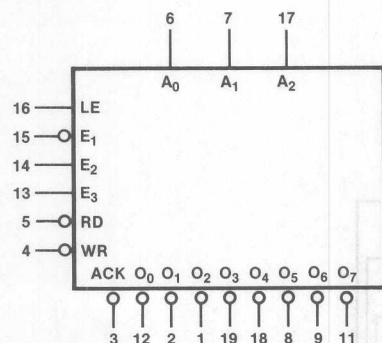 6 7 17
A₀ A₁ A₂
16 LE
15 E₁
14 E₂
13 E₃
5 RD
4 WR
ACK O₀ O₁ O₂ O₃ O₄ O₅ O₆ O₇
3 12 2 1 19 18 8 9 11